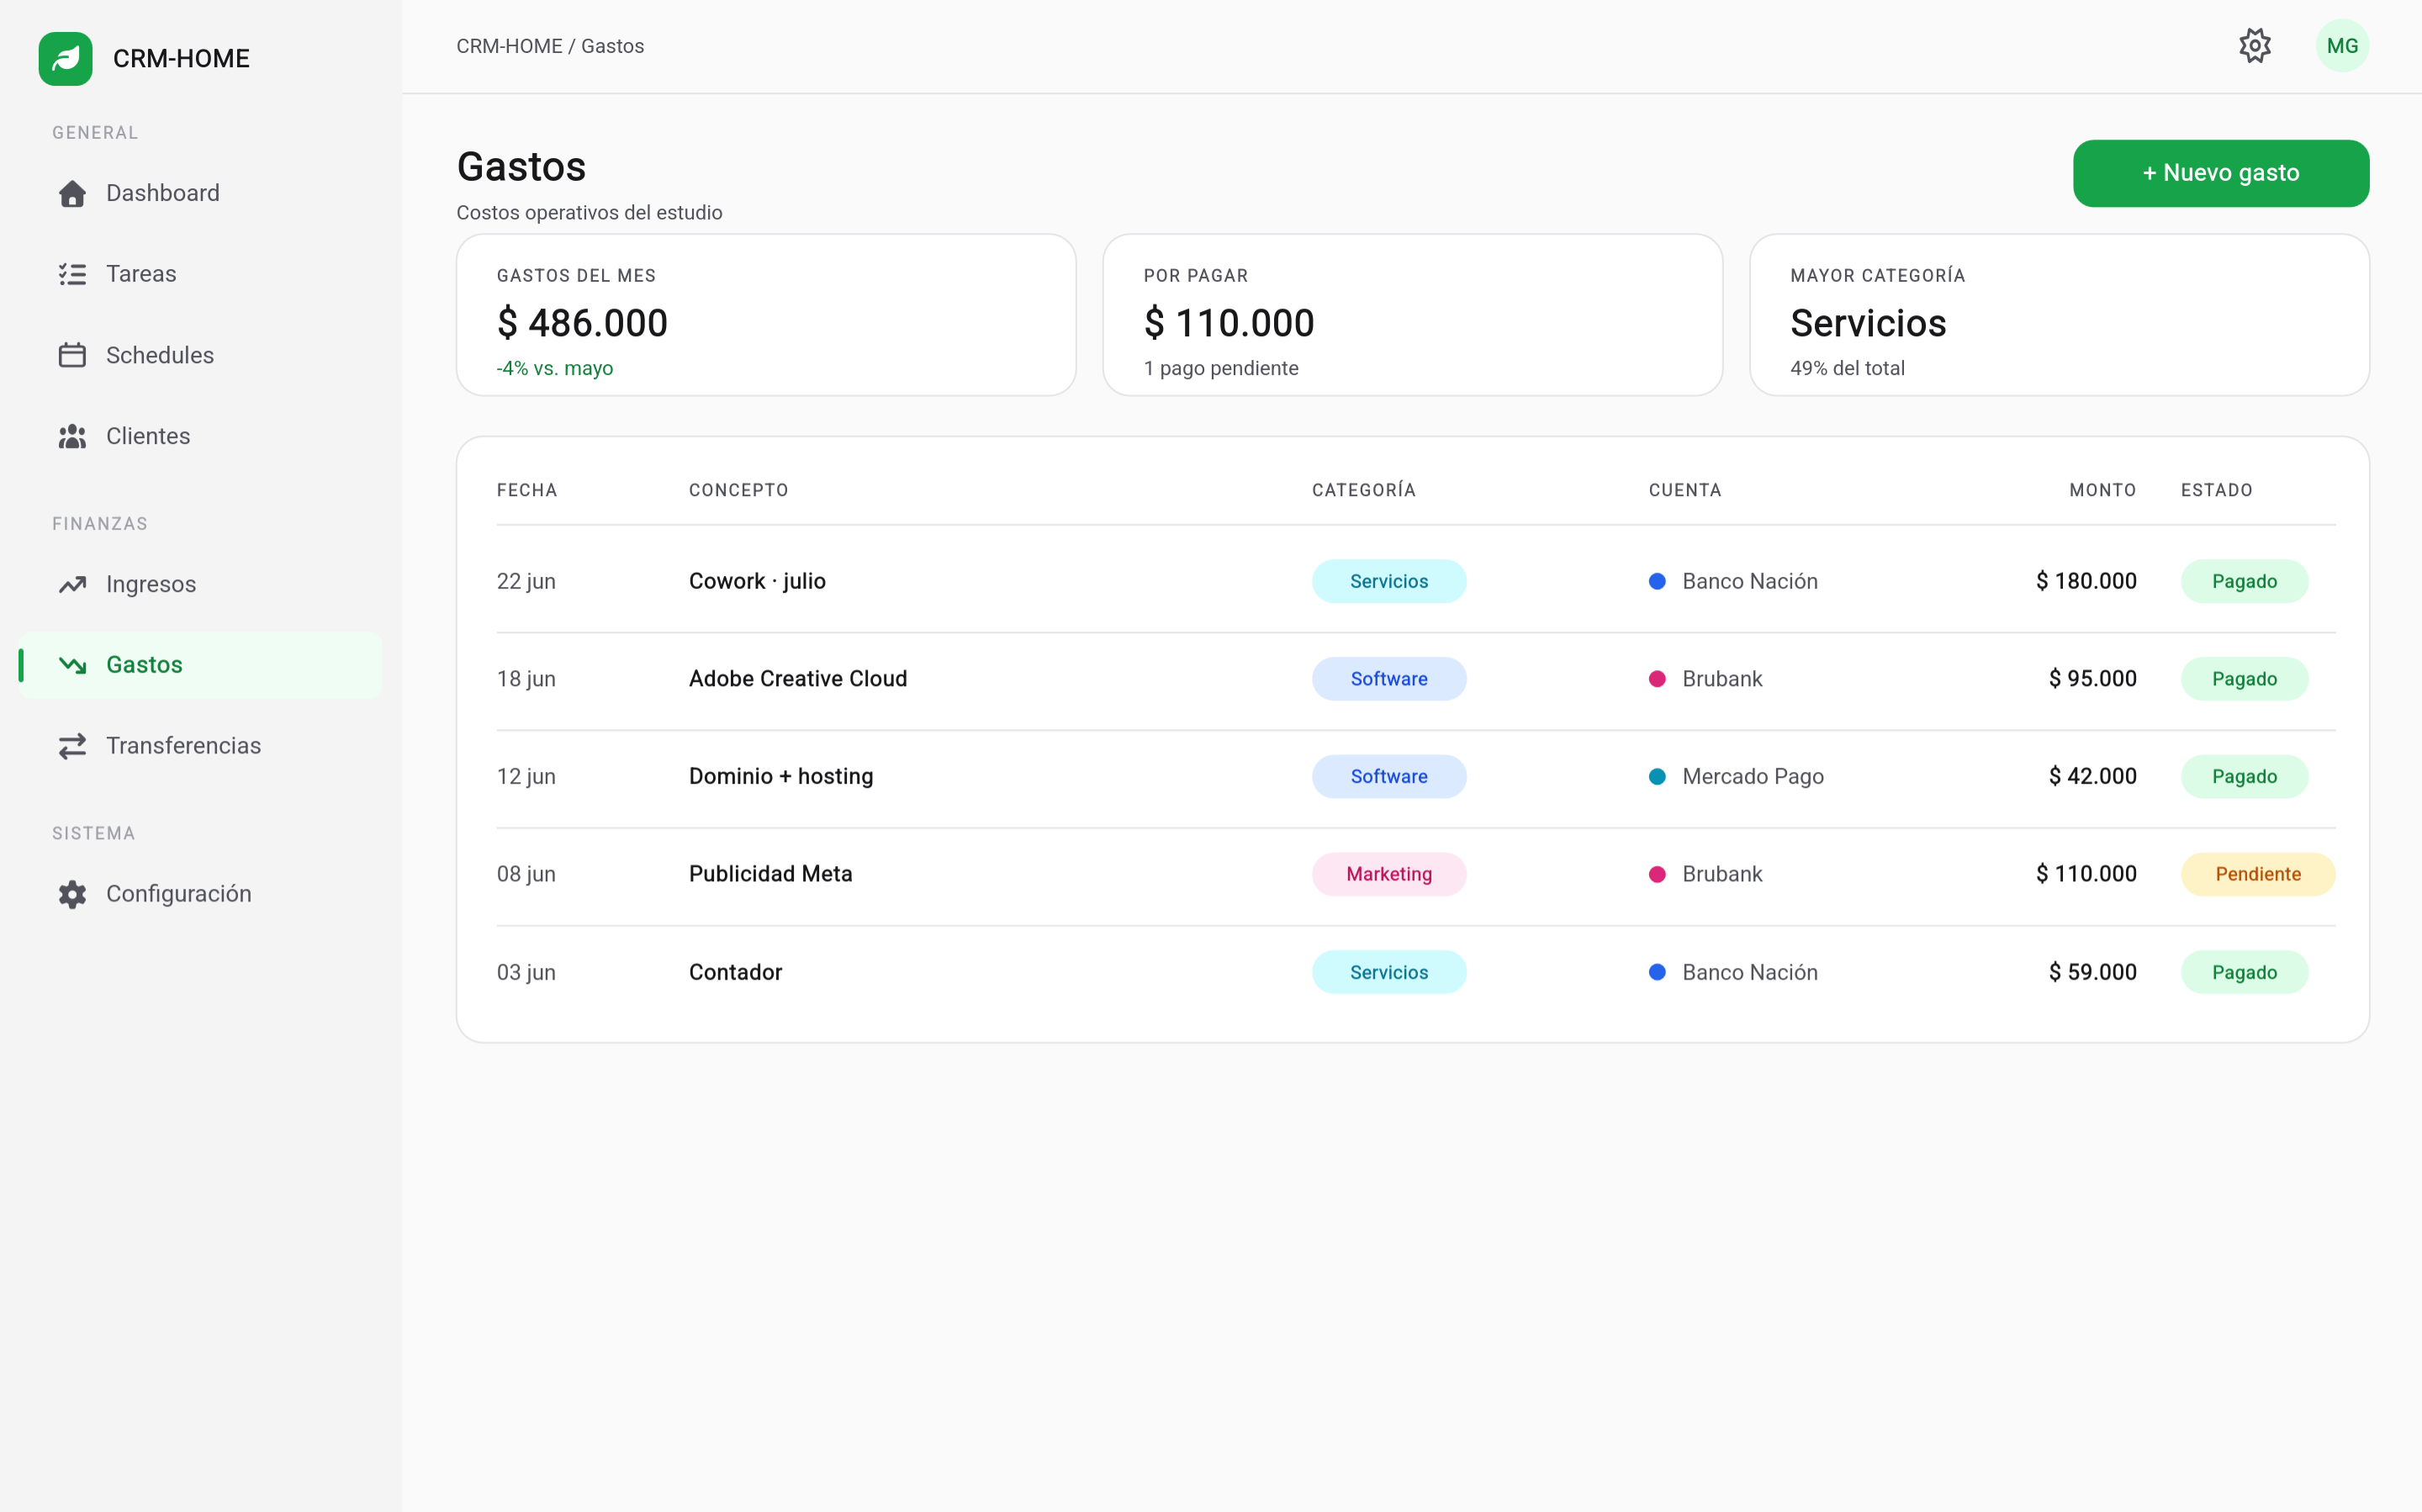 CRM-HOME
GENERAL
Dashboard
Tareas
Schedules
Clientes
FINANZAS
Ingresos
Gastos
Transferencias
SISTEMA
Configuración
CRM-HOME / Gastos
MG
Gastos
Costos operativos del estudio
+ Nuevo gasto
GASTOS DEL MES
$ 486.000
-4% vs. mayo
POR PAGAR
$ 110.000
1 pago pendiente
MAYOR CATEGORÍA
Servicios
49% del total
FECHA CONCEPTO CATEGORÍA CUENTA MONTO ESTADO
22 jun Cowork · julio Servicios Banco Nación $ 180.000 Pagado
18 jun Adobe Creative Cloud Software Brubank $ 95.000 Pagado
12 jun Dominio + hosting Software Mercado Pago $ 42.000 Pagado
08 jun Publicidad Meta Marketing Brubank $ 110.000 Pendiente
03 jun Contador Servicios Banco Nación $ 59.000 Pagado